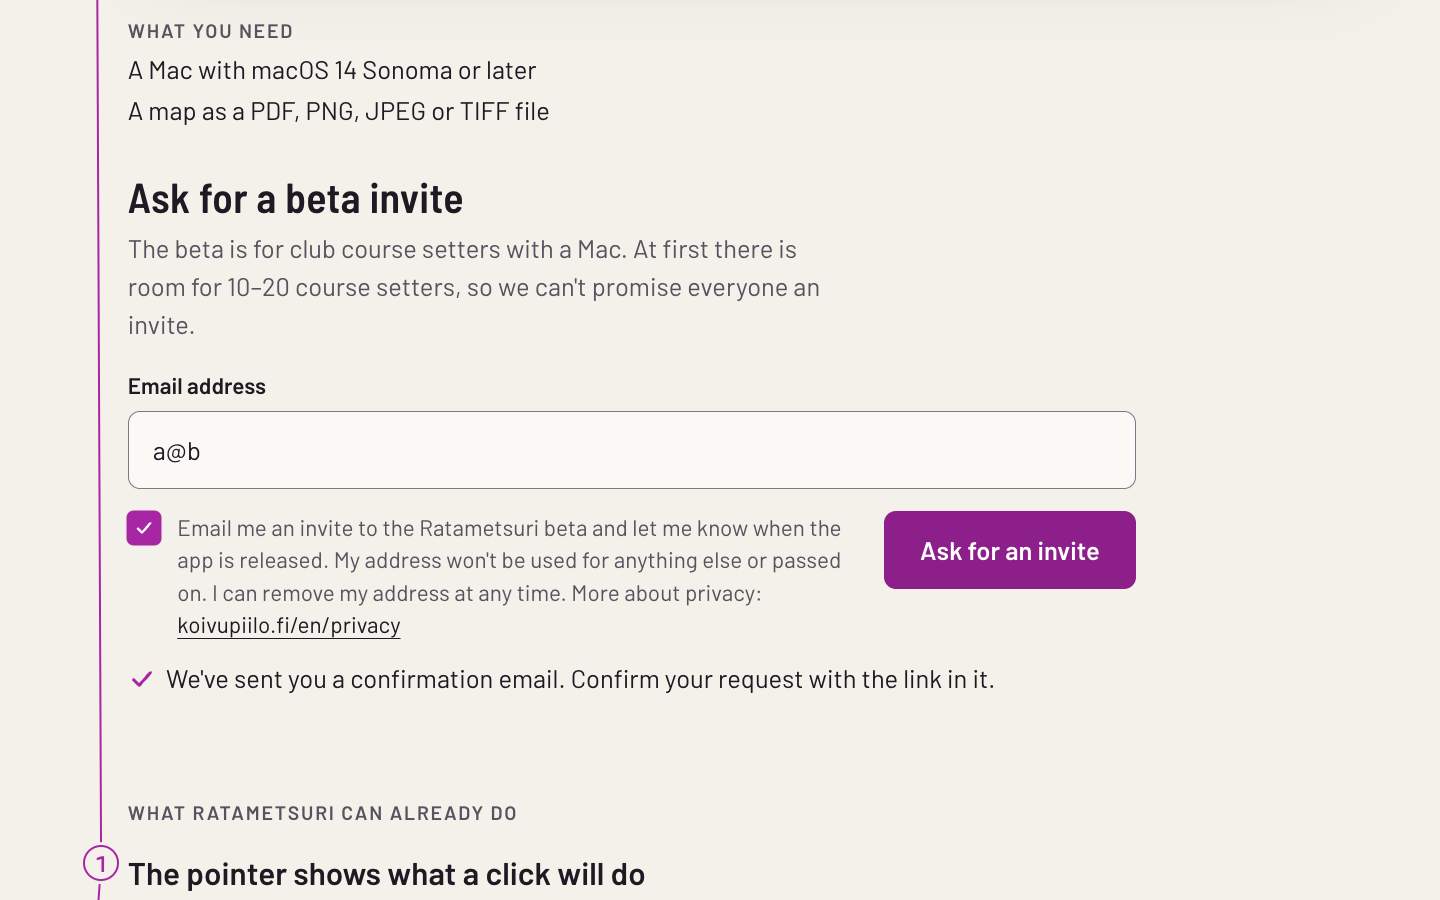 WHAT YOU NEED
A Mac with macOS 14 Sonoma or later
A map as a PDF, PNG, JPEG or TIFF file
Ask for a beta invite
The beta is for club course setters with a Mac. At first there is
room for 10–20 course setters, so we can't promise everyone an
invite.
Email address
a@b
Email me an invite to the Ratametsuri beta and let me know when the
app is released. My address won't be used for anything else or passed
on. I can remove my address at any time. More about privacy:
koivupiilo.fi/en/privacy
Ask for an invite
We've sent you a confirmation email. Confirm your request with the link in it.
WHAT RATAMETSURI CAN ALREADY DO
1 The pointer shows what a click will do